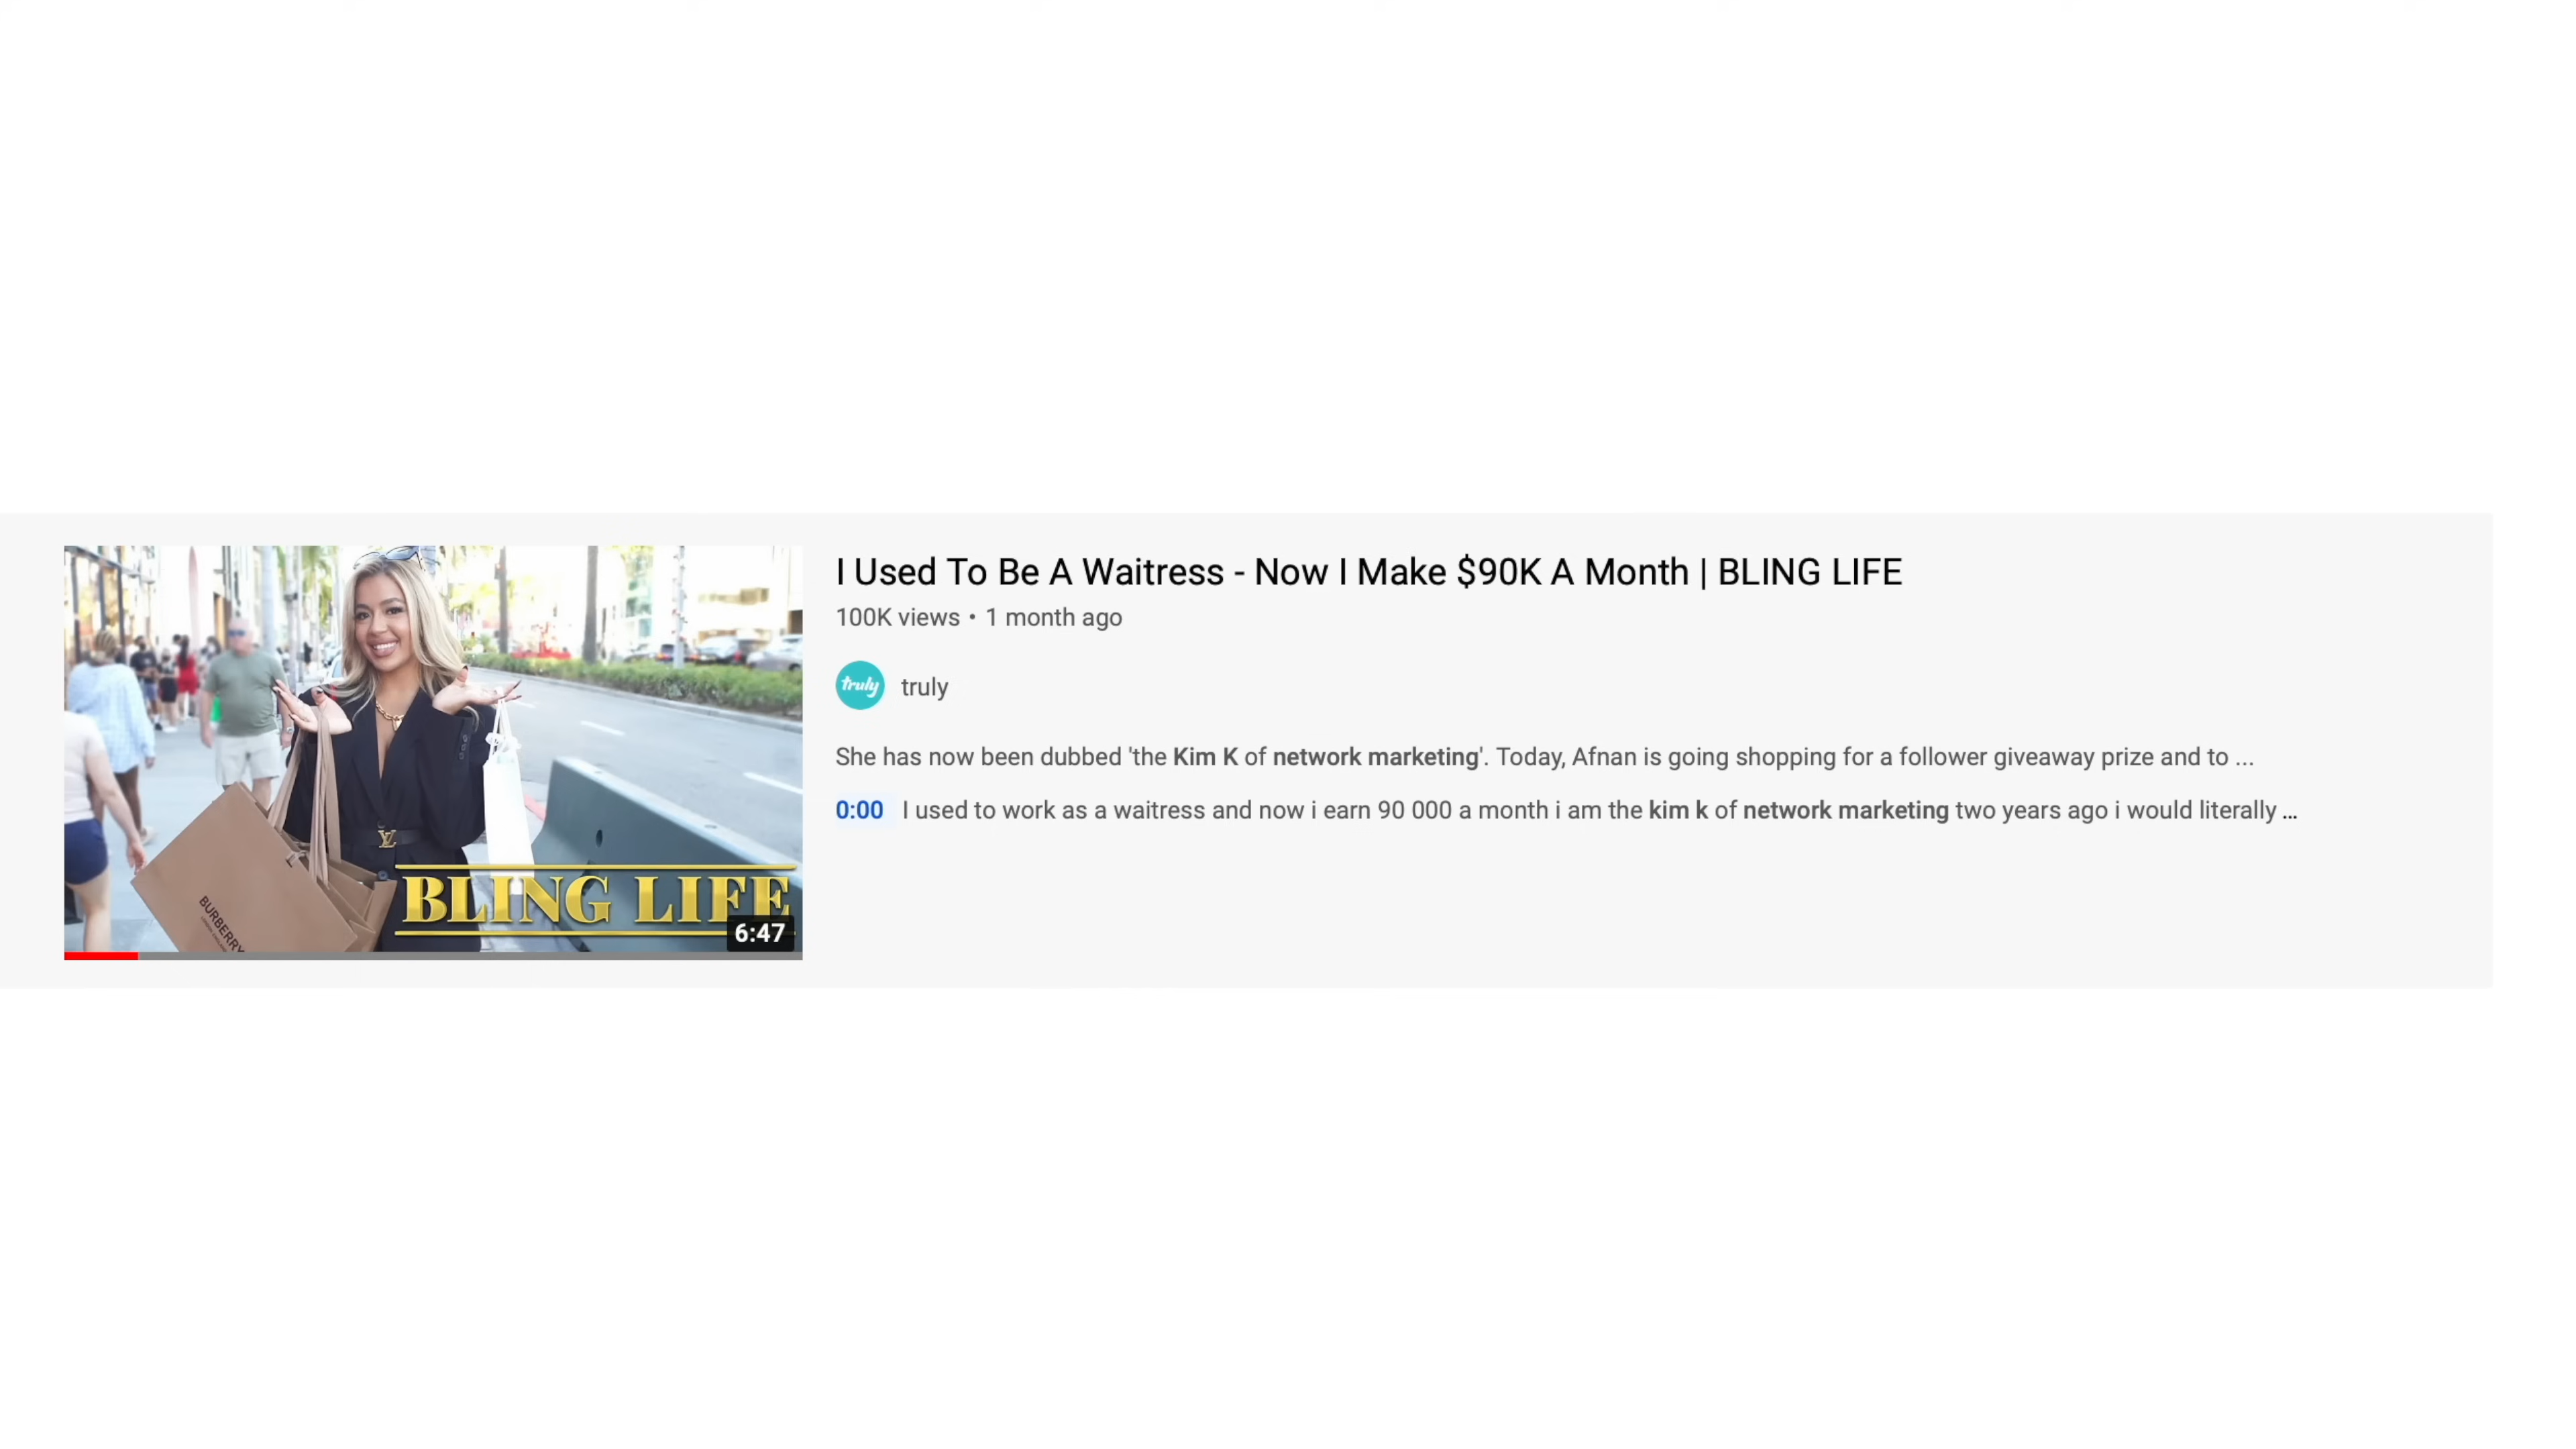 I Used To Be A Waitress - Now I Make $90K A Month | BLING LIFE
100K views • 1 month ago
truly truly
She has now been dubbed 'the Kim K of network marketing'. Today, Afnan is going shopping for a follower giveaway prize and to ...
0:00 I used to work as a waitress and now i earn 90 000 a month i am the kim k of network marketing two years ago i would literally ...
LV
BLING LIFE
BURBERRY
6:47